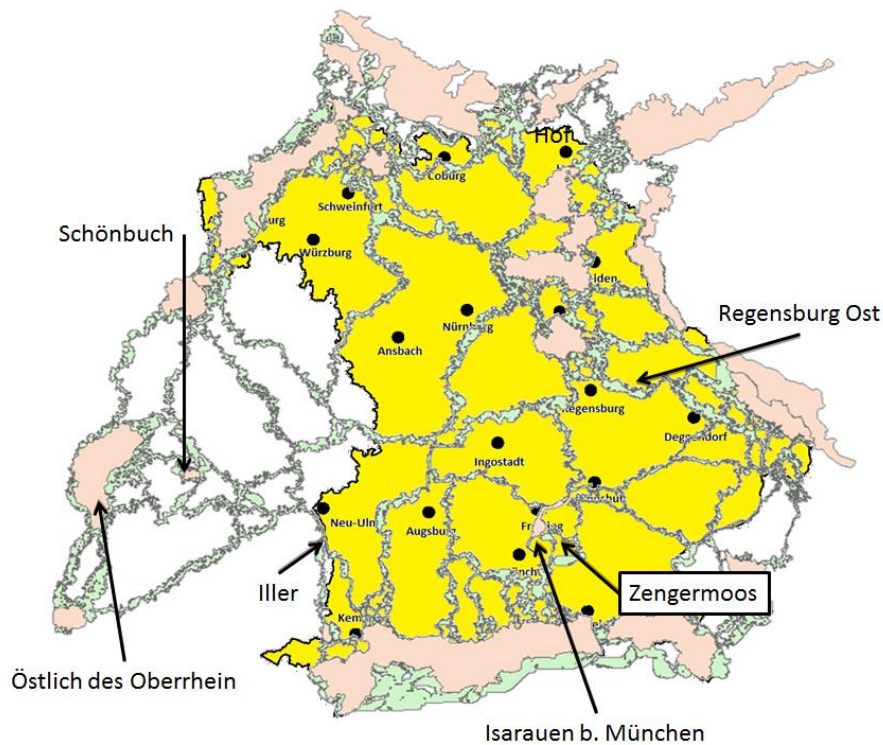 Hof
Coburg
Schweinfurt
Schönbuch
Würzburg
Nürnberg
Regensburg Ost
Ansbach
Regensburg
Deggendorf
Ingostadt
Neu-Ulm
Augsburg
Iller
Zengermoos
Östlich des Oberrhein
Isarauen b. München